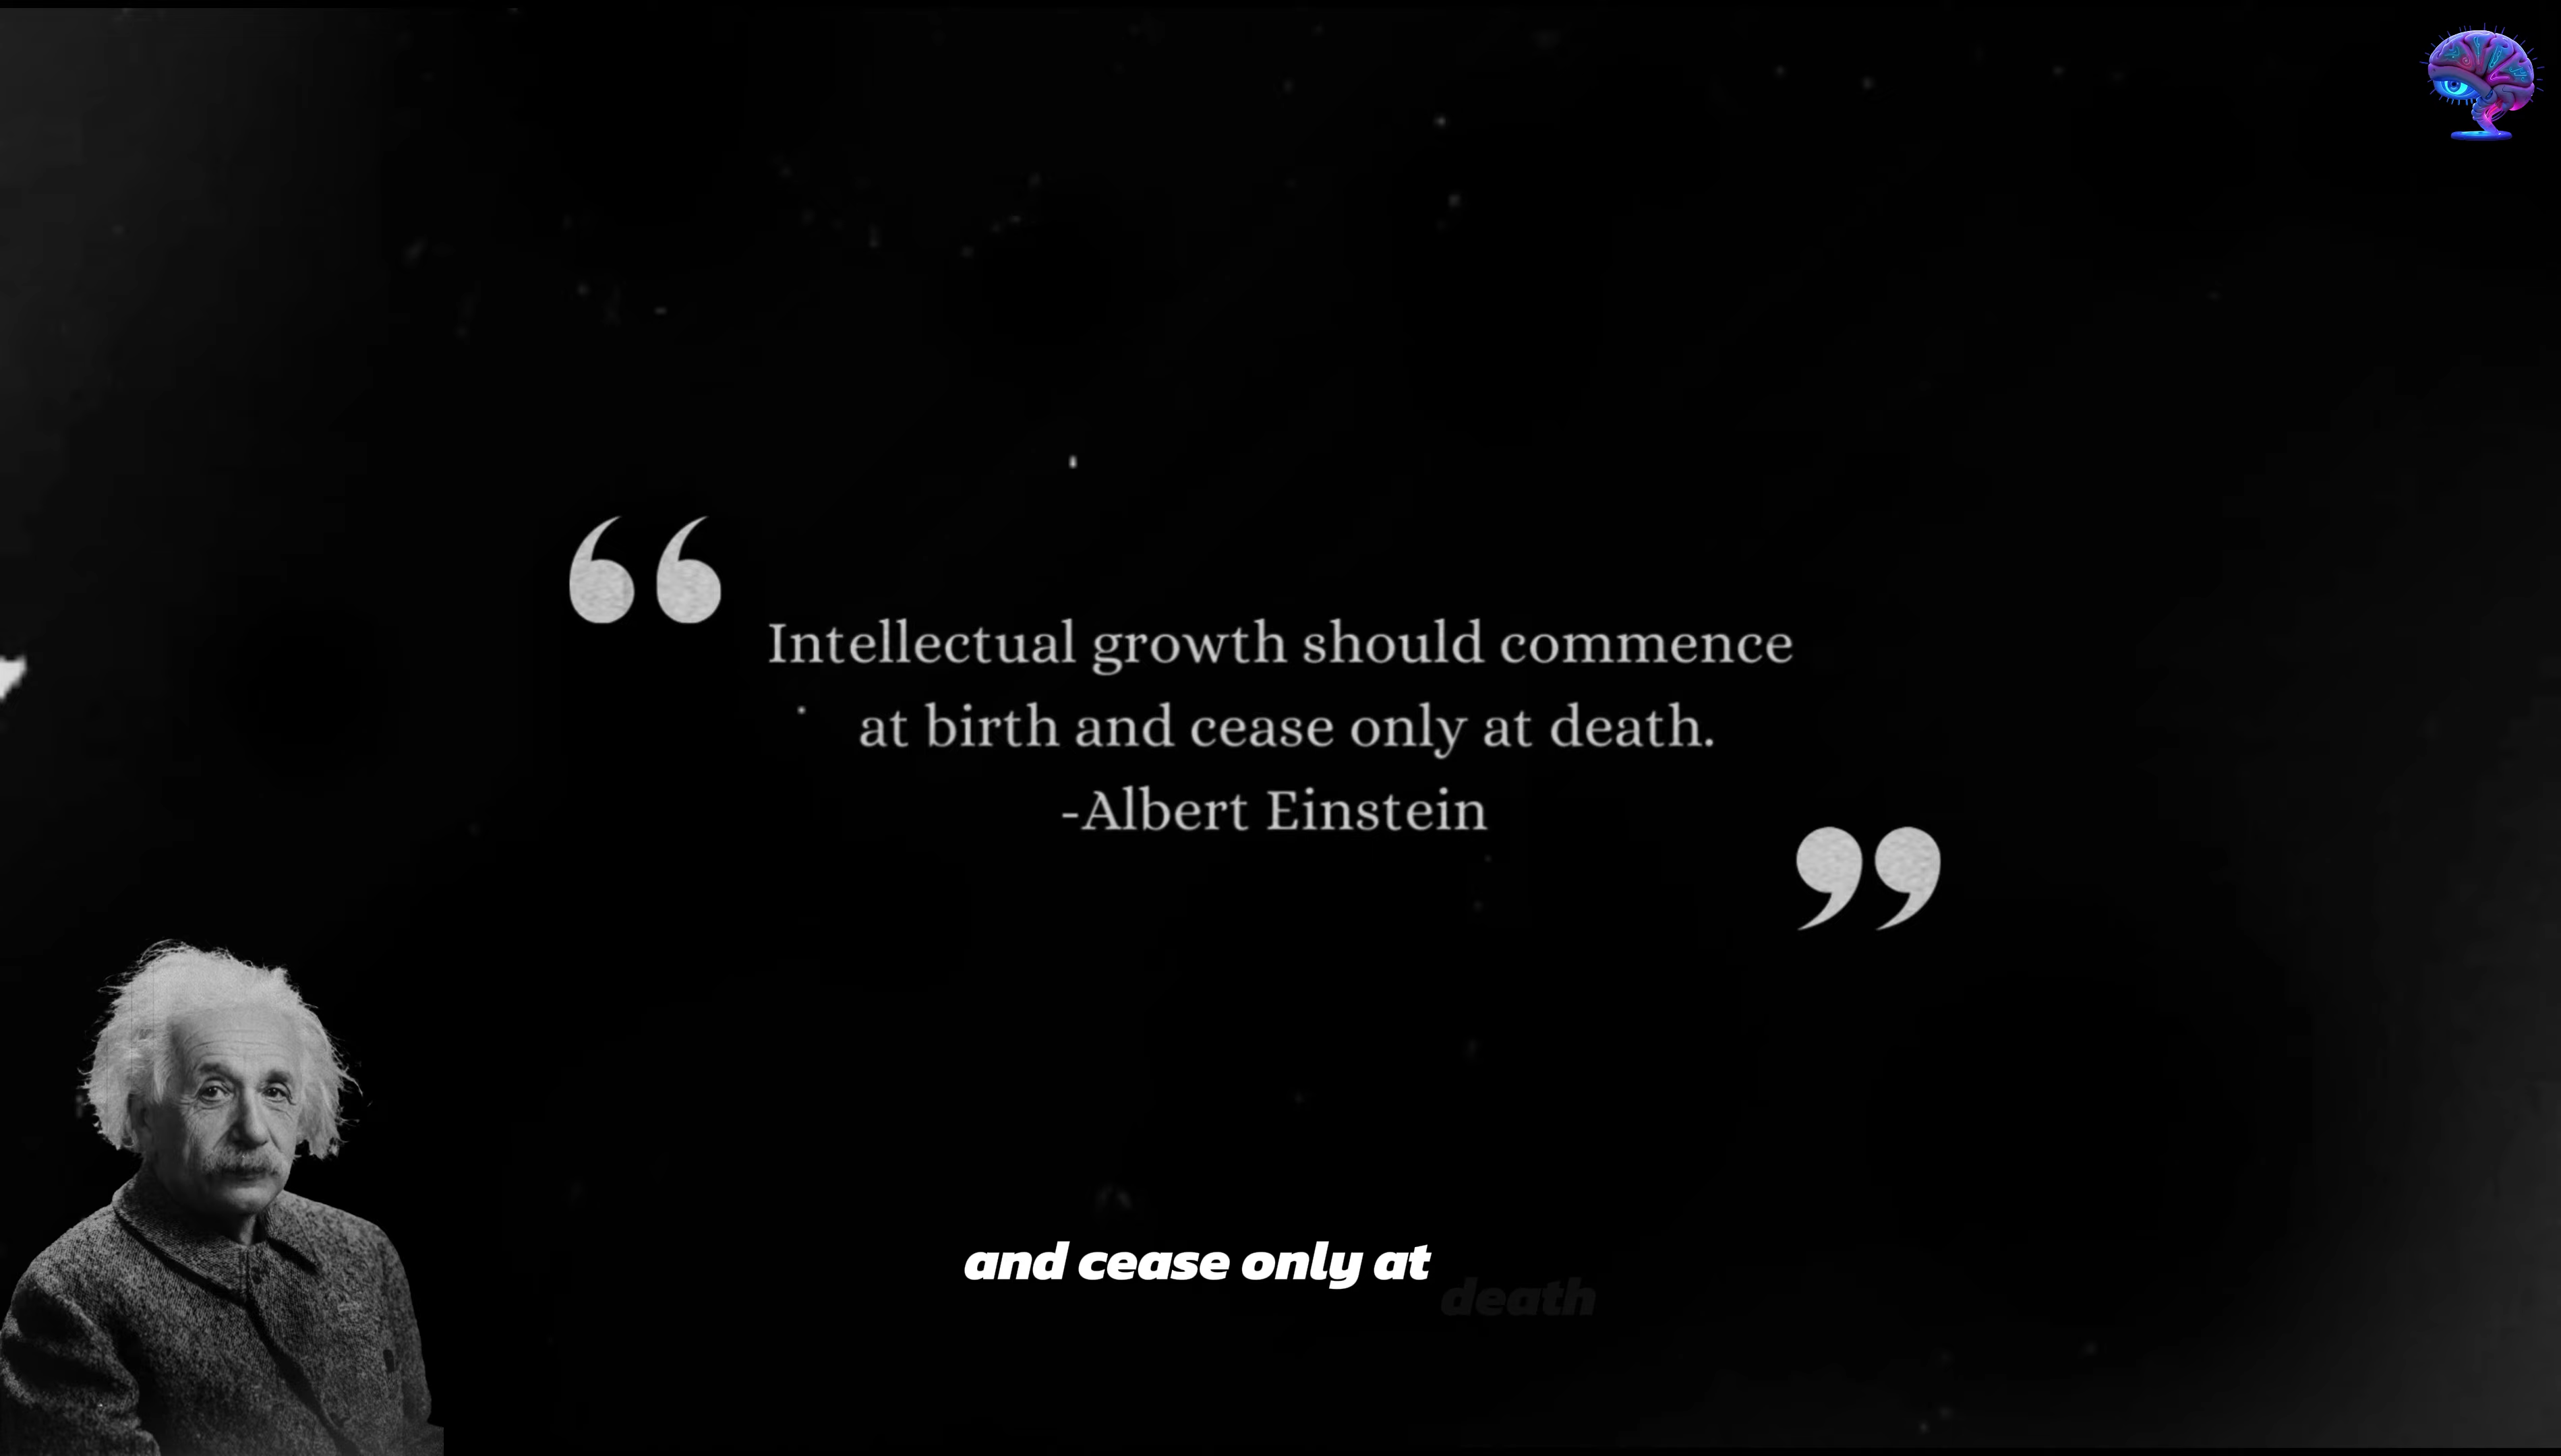 “
Intellectual growth should commence
at birth and cease only at death.
-Albert Einstein
”
and cease only at death